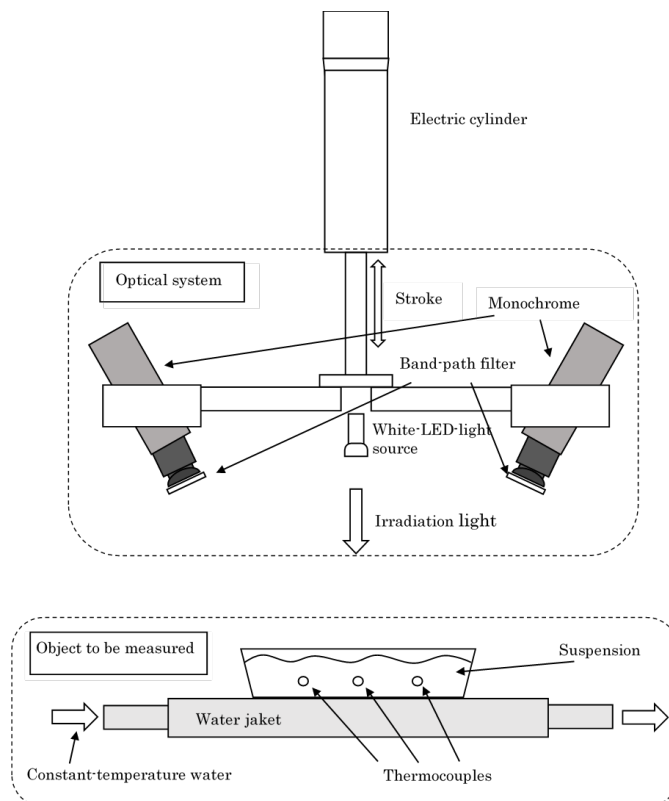 Electric cylinder
Optical system
Stroke
Monochrome
Band-path filter
White-LED-light
source
Irradiation light
Object to be measured
Suspension
Water jaket
Constant-temperature water
Thermocouples